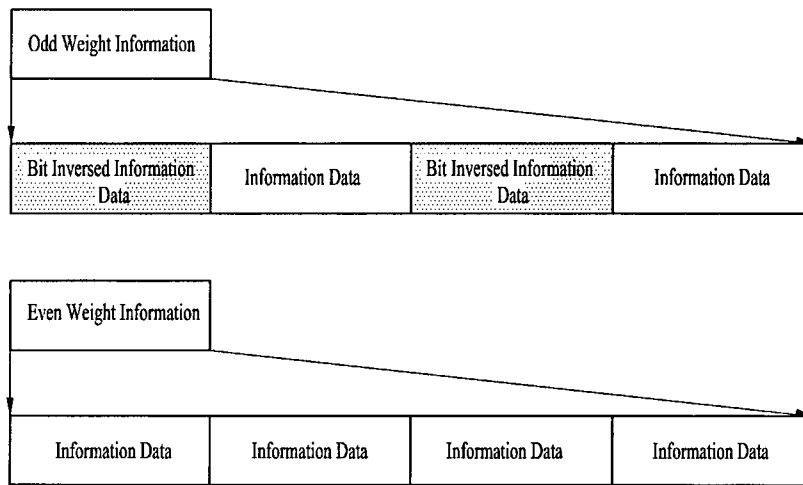 Odd Weight Information
Bit Inversed Information
Data
Information Data
Bit Inversed Information
Data
Information Data
Even Weight Information
Information Data
Information Data
Information Data
Information Data